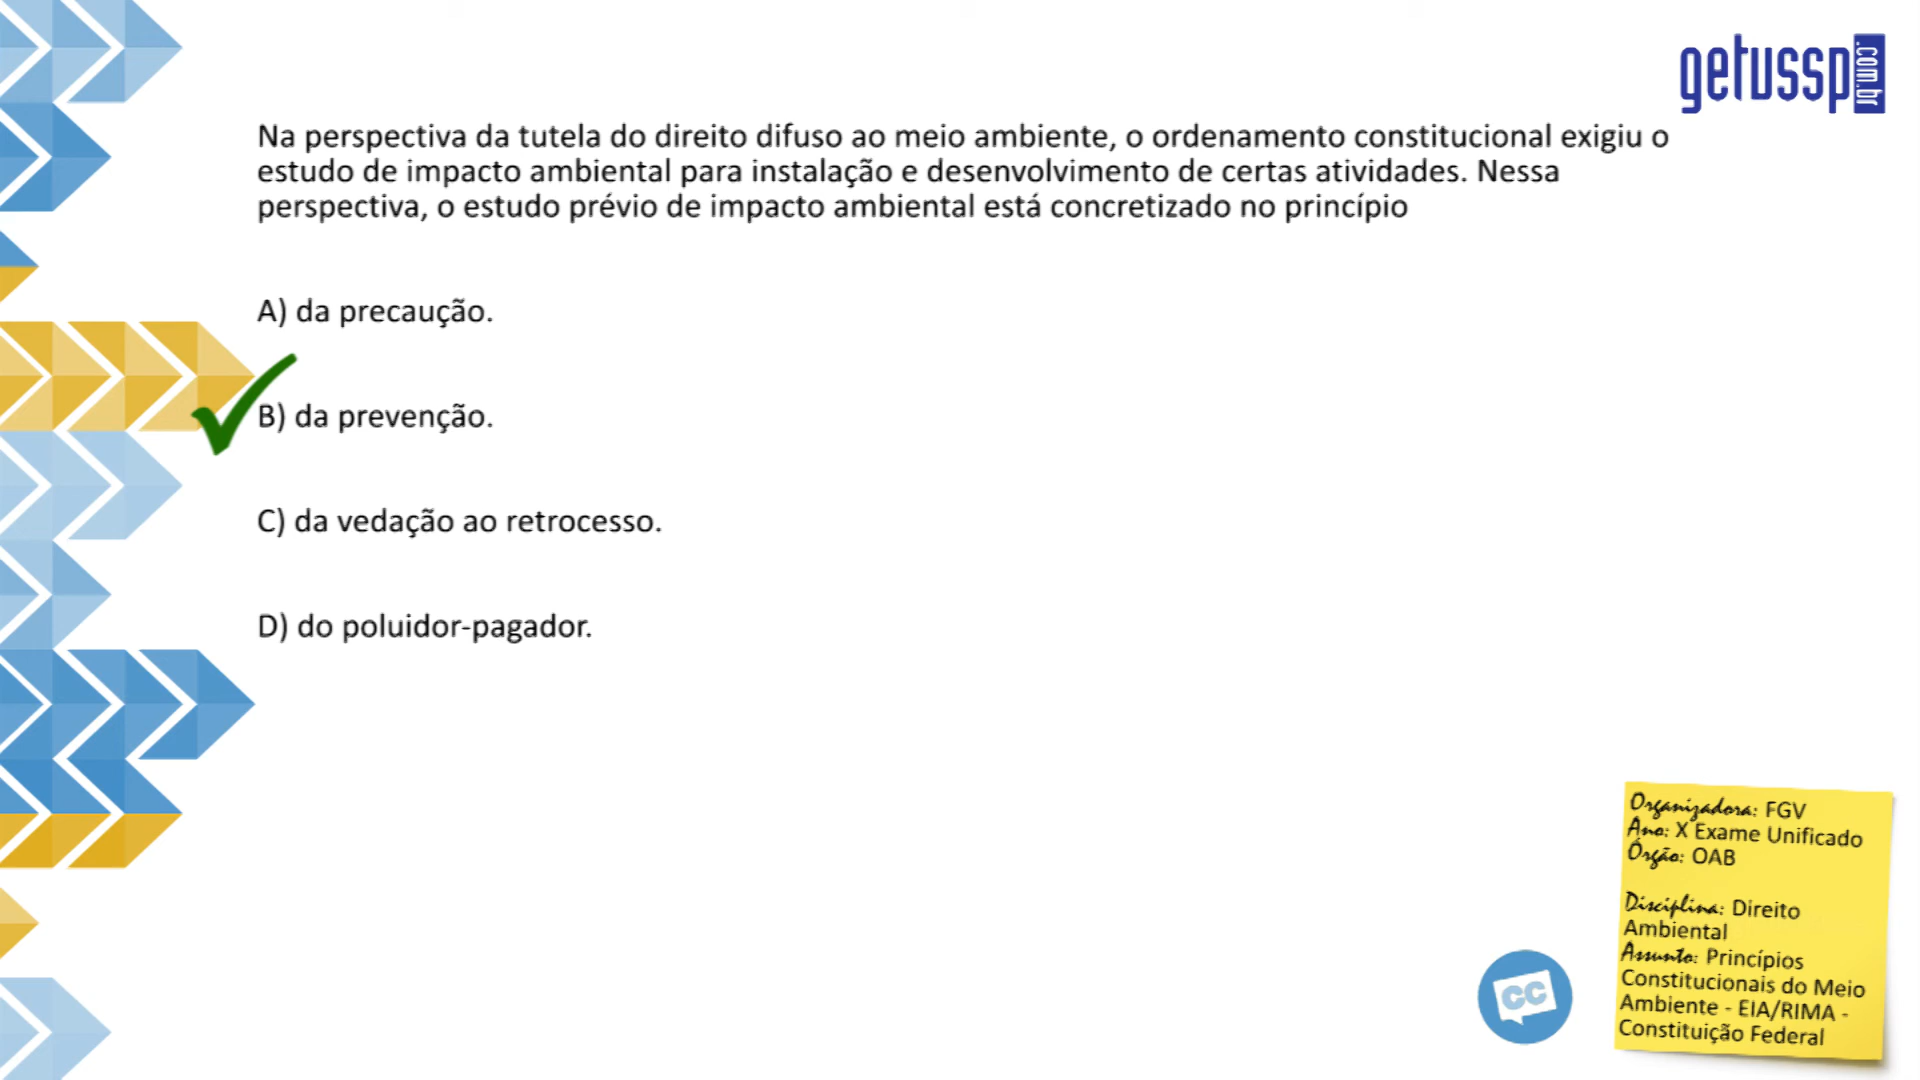 getussp.com.br
Na perspectiva da tutela do direito difuso ao meio ambiente, o ordenamento constitucional exigiu o
estudo de impacto ambiental para instalação e desenvolvimento de certas atividades. Nessa
perspectiva, o estudo prévio de impacto ambiental está concretizado no princípio
A) da precaução.
B) da prevenção.
C) da vedação ao retrocesso.
D) do poluidor-pagador.
CC
Organizadora: FGV
Ano: X Exame Unificado
Órgão: OAB
Disciplina: Direito
Ambiental
Assunto: Princípios
Constitucionais do Meio
Ambiente - EIA/RIMA -
Constituição Federal